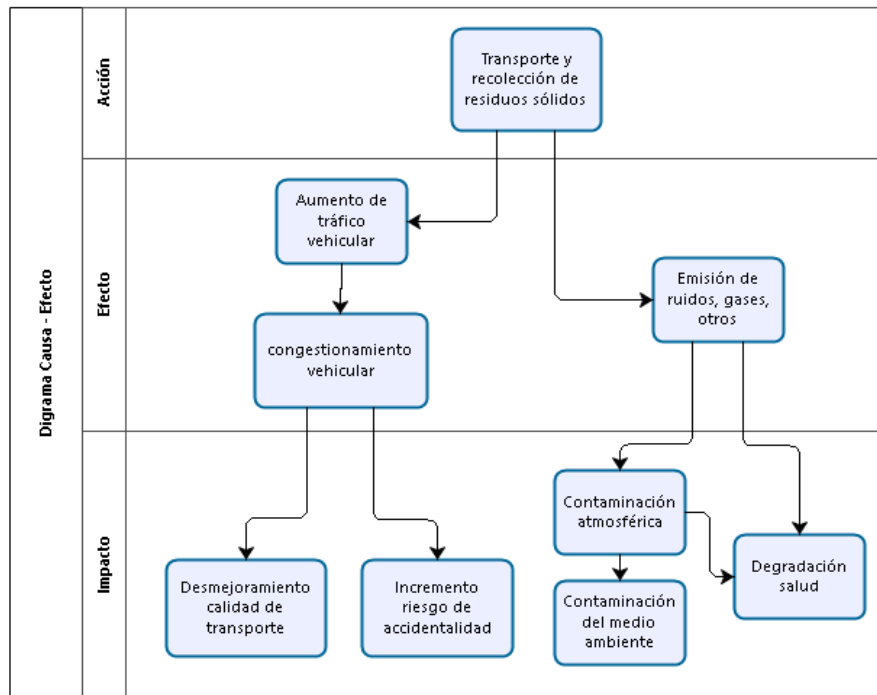 Digrama Causa - Efecto
Acción
Transporte y
recolección de
residuos sólidos
Efecto
Aumento de
tráfico
vehicular
Emisión de
ruidos, gases,
otros
congestionamiento
vehicular
Impacto
Contaminación
atmosférica
Degradación
salud
Desmejoramiento
calidad de
transporte
Incremento
riesgo de
accidentalidad
Contaminación
del medio
ambiente